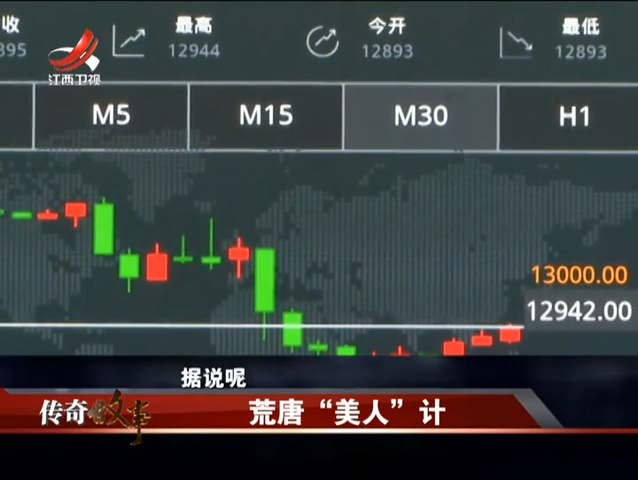 收 最高 今开 最低
895 12944 12893 12893
江西卫视
M5 M15 M30 H1
13000.00
12942.00
据说呢
传奇故事 荒唐“美人”计